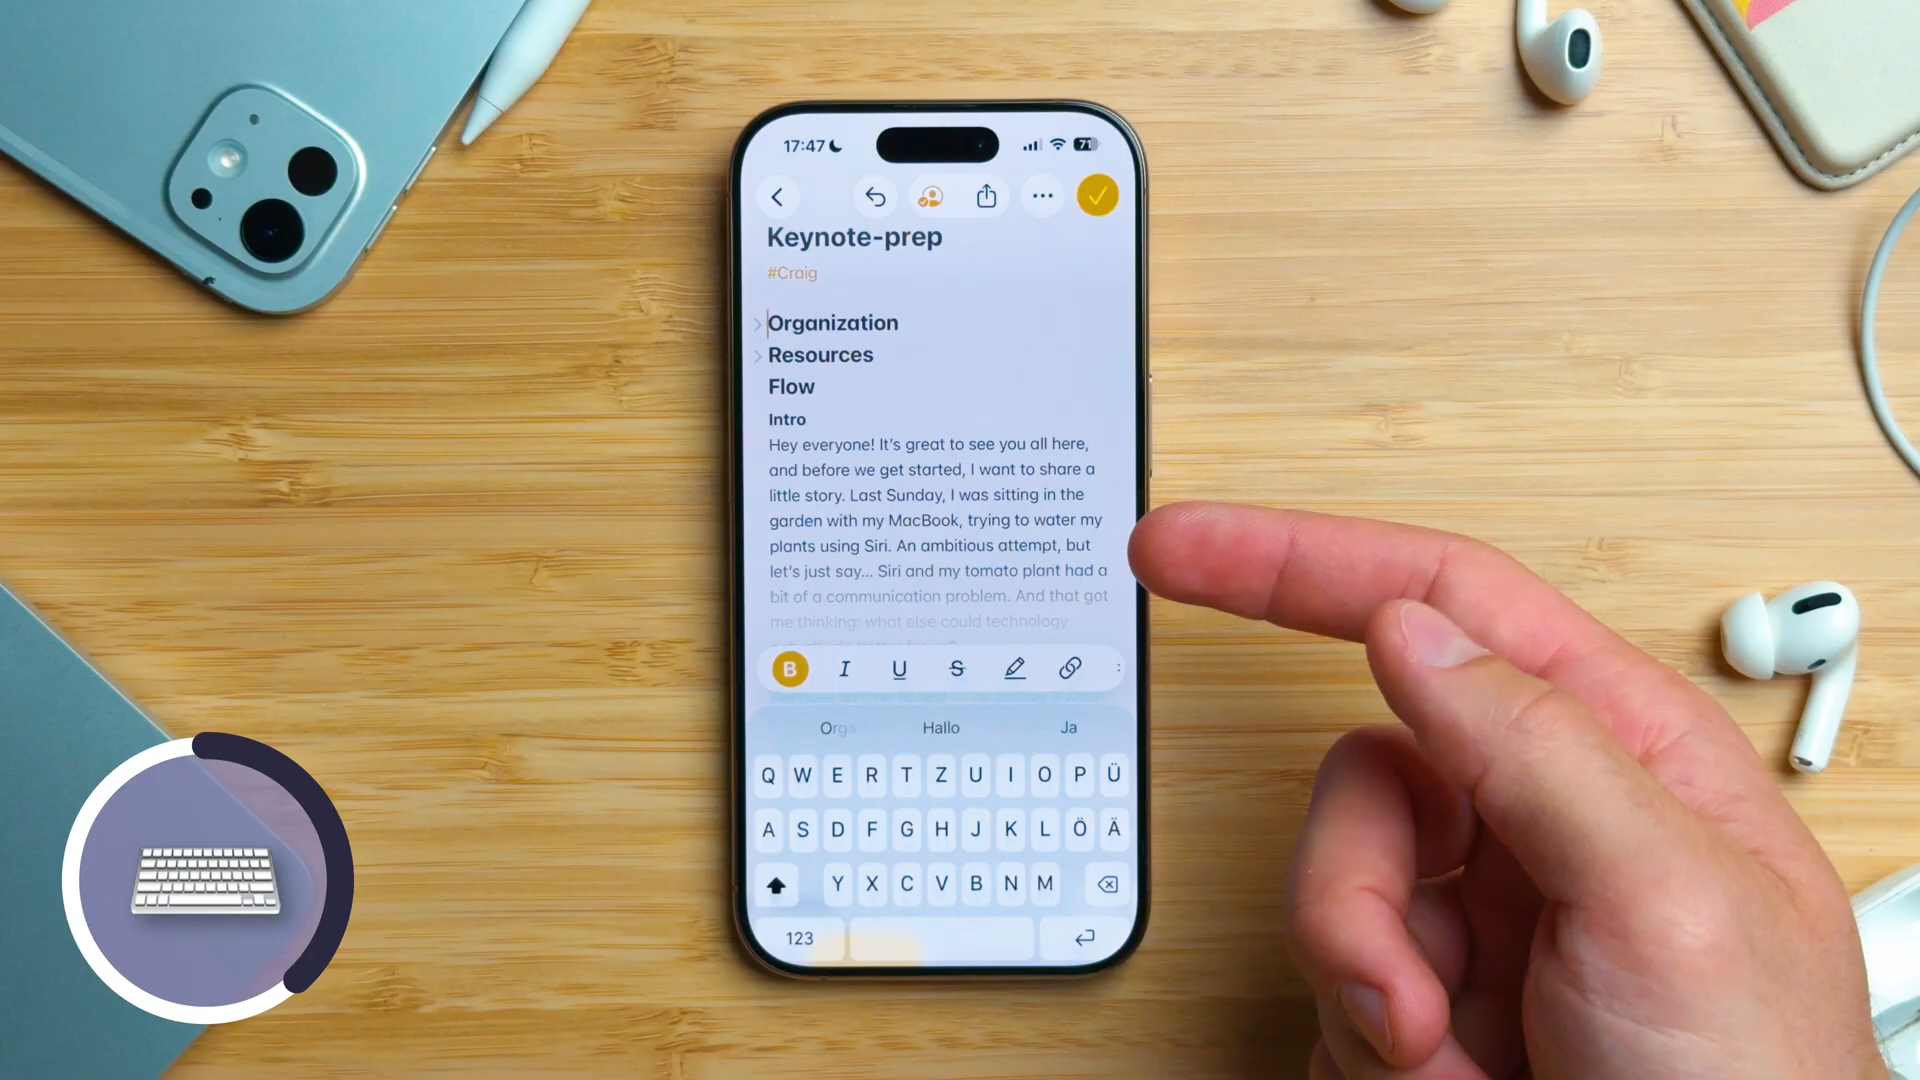 17:47
71
Keynote-prep
#Craig
Organization
Resources
Flow
Intro
Hey everyone! It's great to see you all here,
and before we get started, I want to share a
little story. Last Sunday, I was sitting in the
garden with my MacBook, trying to water my
plants using Siri. An ambitious attempt, but
let's just say... Siri and my tomato plant had a
bit of a communication problem. And that got
me thinking: what else could technology
B I U S
Orga Hallo Ja
Q W E R T Z U I O P Ü
A S D F G H J K L Ö Ä
Y X C V B N M
123